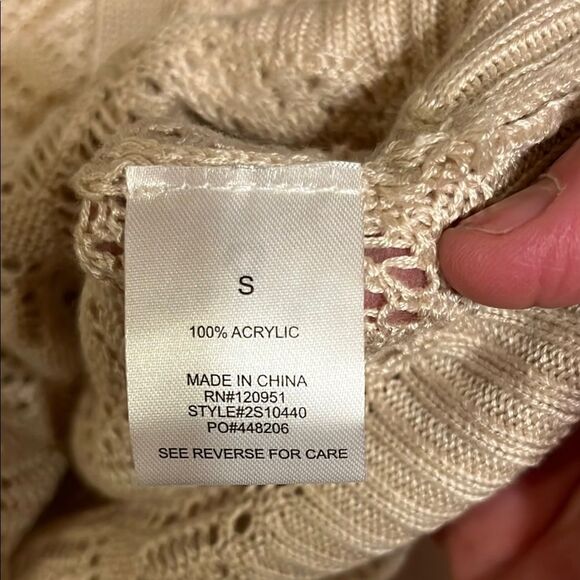 S
100% ACRYLIC
MADE IN CHINA
RN#120951
STYLE#2S10440
PO#448206
SEE REVERSE FOR CARE